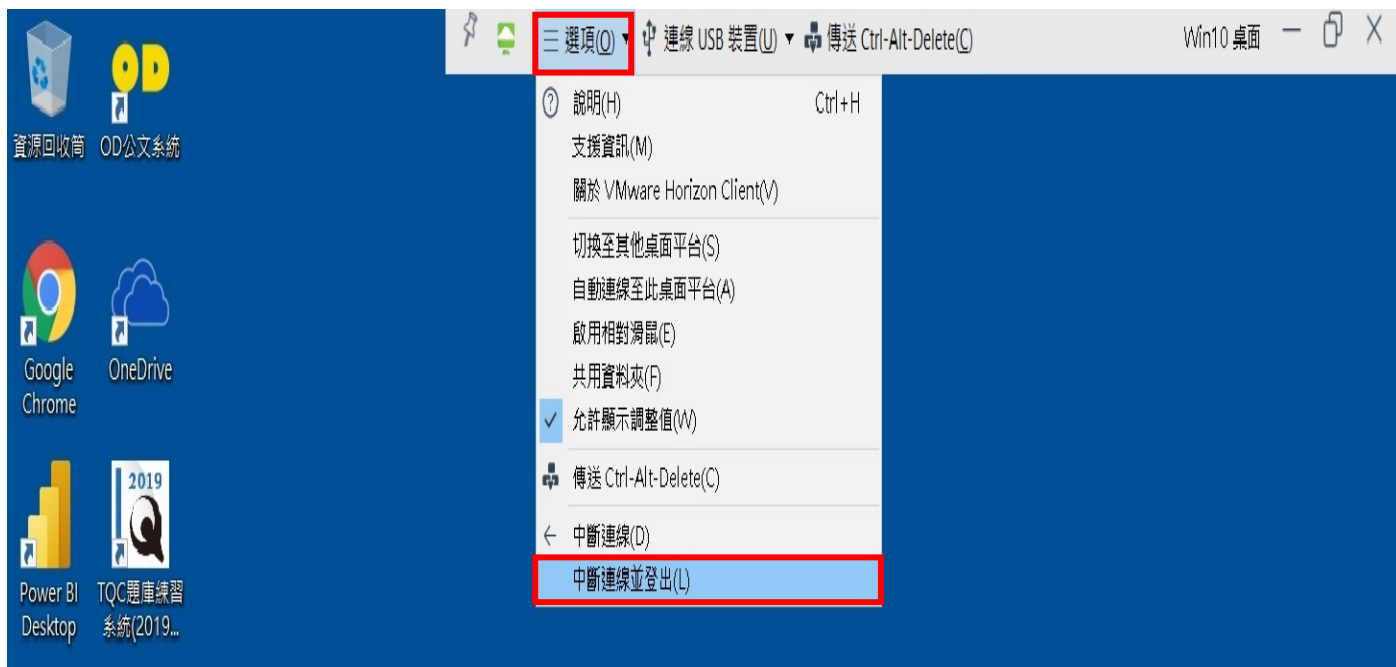 選項(O) 連線 USB 裝置(U) 傳送 Ctrl-Alt-Delete(C) Win10 桌面
說明(H) Ctrl+H
支援資訊(M)
關於 VMware Horizon Client(V)
切換至其他桌面平台(S)
自動連線至此桌面平台(A)
啟用相對滑鼠(E)
共用資料夾(F)
允許顯示調整值(W)
傳送 Ctrl-Alt-Delete(C)
中斷連線(D)
中斷連線並登出(L)
資源回收筒
OD
OD公文系統
Google
Chrome
OneDrive
Power BI
Desktop
2019
TQC題庫練習
系統(2019...